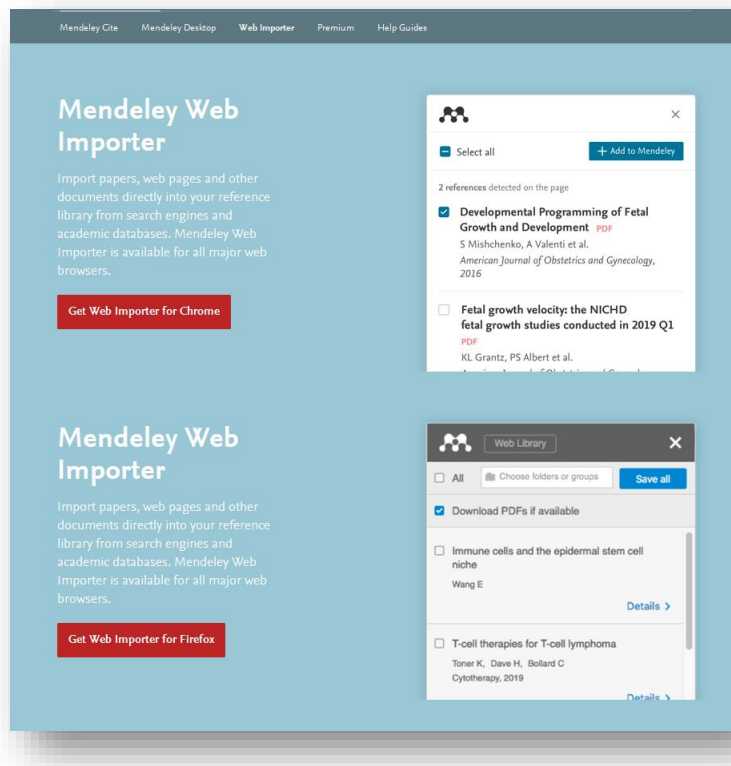 Mendeley Cite Mendeley Desktop Web Importer Premium Help Guides
Mendeley Web
Importer
Import papers, web pages and other
documents directly into your reference
library from search engines and
academic databases. Mendeley Web
Importer is available for all major web
browsers.
Get Web Importer for Chrome
Select all
+ Add to Mendeley
2 references detected on the page
Developmental Programming of Fetal
Growth and Development PDF
S Mishchenko, A Valenti et al.
American Journal of Obstetrics and Gynecology,
2016
Fetal growth velocity: the NICHD
fetal growth studies conducted in 2019 Q1
PDF
KL Grantz, PS Albert et al.
Mendeley Web
Importer
Import papers, web pages and other
documents directly into your reference
library from search engines and
academic databases. Mendeley Web
Importer is available for all major web
browsers.
Get Web Importer for Firefox
Web Library
All
Choose folders or groups
Save all
Download PDFs if available
Immune cells and the epidermal stem cell
niche
Wang E
Details >
T-cell therapies for T-cell lymphoma
Toner K, Dave H, Bollard C
Cytotherapy, 2019
Details >